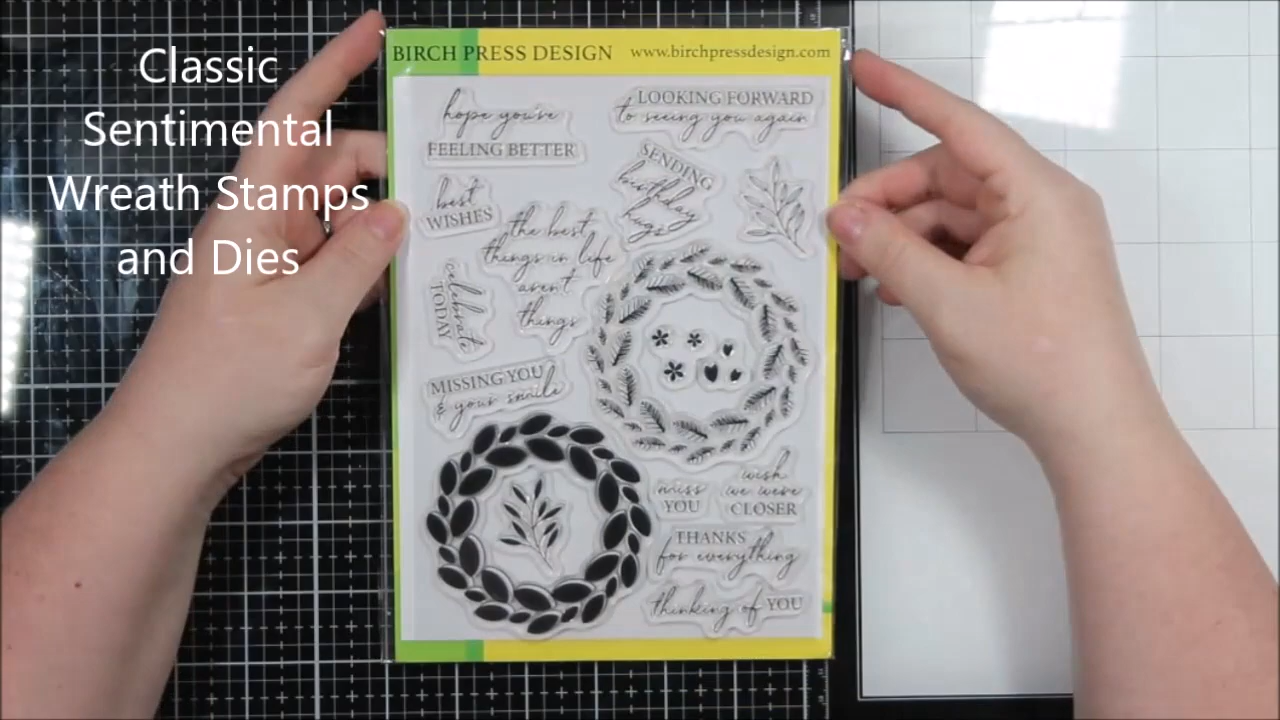 Classic
Sentimental
Wreath Stamps
and Dies
BIRCH PRESS DESIGN
www.birchpressdesign.com
hope you're
FEELING BETTER
LOOKING FORWARD
to seeing you again
SENDING
birthday
hugs
best
WISHES
the best
things in life
aren't
things
celebrate
TODAY
MISSING YOU
& your smile
miss
YOU
wish
we were
CLOSER
THANKS
for everything
thinking of YOU